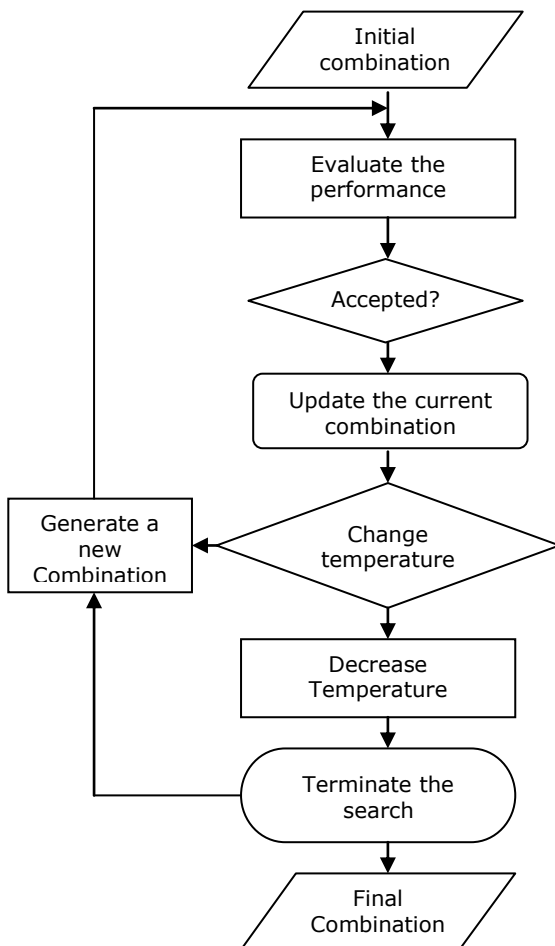 Initial
combination
Evaluate the
performance
Accepted?
Update the current
combination
Change
temperature
Generate a
new
Combination
Decrease
Temperature
Terminate the
search
Final
Combination